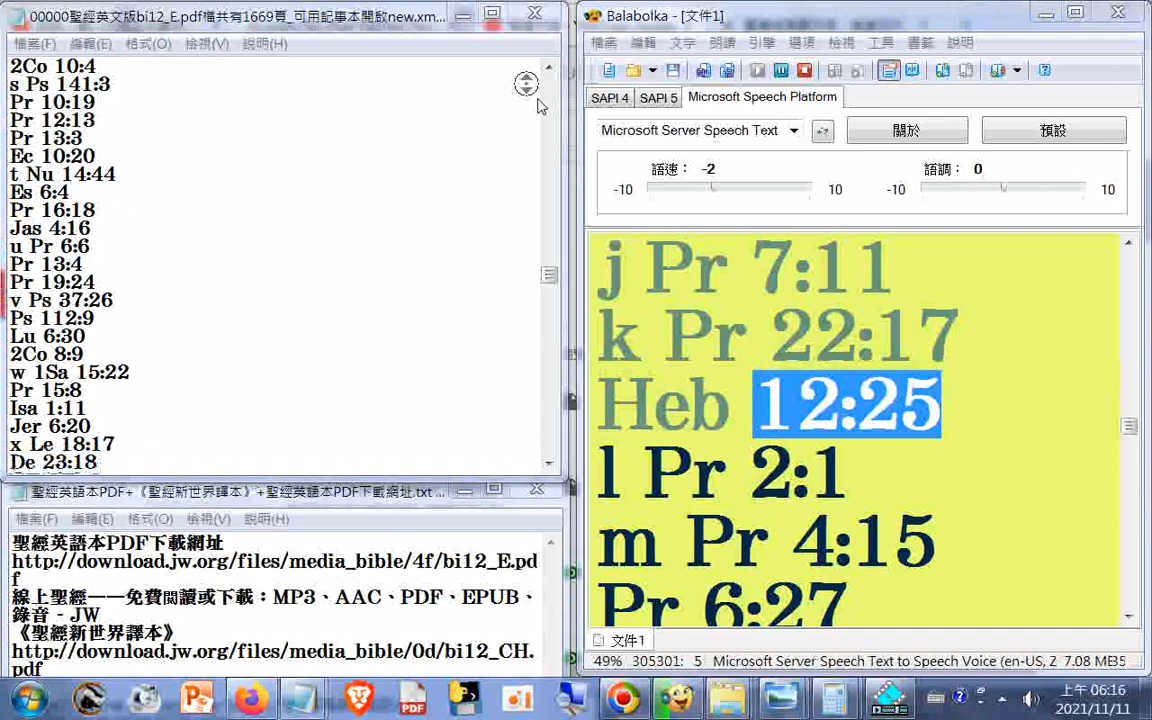 00000聖經英文版bi12_E.pdf檔共有1669頁_可用記事本開啟new.xm...
檔案(F) 編輯(E) 格式(O) 檢視(V) 說明(H)
2Co 10:4
s Ps 141:3
Pr 10:19
Pr 12:13
Pr 13:3
Ec 10:20
t Nu 14:44
Es 6:4
Pr 16:18
Jas 4:16
u Pr 6:6
Pr 13:4
Pr 19:24
v Ps 37:26
Ps 112:9
Lu 6:30
2Co 8:9
w 1Sa 15:22
Pr 15:8
Isa 1:11
Jer 6:20
x Le 18:17
De 23:18
聖經英語本PDF+《聖經新世界譯本》+聖經英語本PDF下載網址.txt ...
檔案(F) 編輯(E) 格式(O) 檢視(V) 說明(H)
聖經英語本PDF下載網址
http://download.jw.org/files/media_bible/4f/bi12_E.pd
f
線上聖經——免費閱讀或下載：MP3、AAC、PDF、EPUB、
錄音 - JW
《聖經新世界譯本》
http://download.jw.org/files/media_bible/0d/bi12_CH.
pdf
Balabolka - [文件1]
檔案 編輯 文字 朗讀 引擎 選項 檢視 工具 書籤 說明
SAPI 4 SAPI 5 Microsoft Speech Platform
Microsoft Server Speech Text 關於 預設
語速： -2 語調： 0
-10 10 -10 10
j Pr 7:11
k Pr 22:17
Heb 12:25
l Pr 2:1
m Pr 4:15
Pr 6:27
文件1
49% 305301: 5 Microsoft Server Speech Text to Speech Voice (en-US, Z 7.08 MB
上午 06:16
2021/11/11